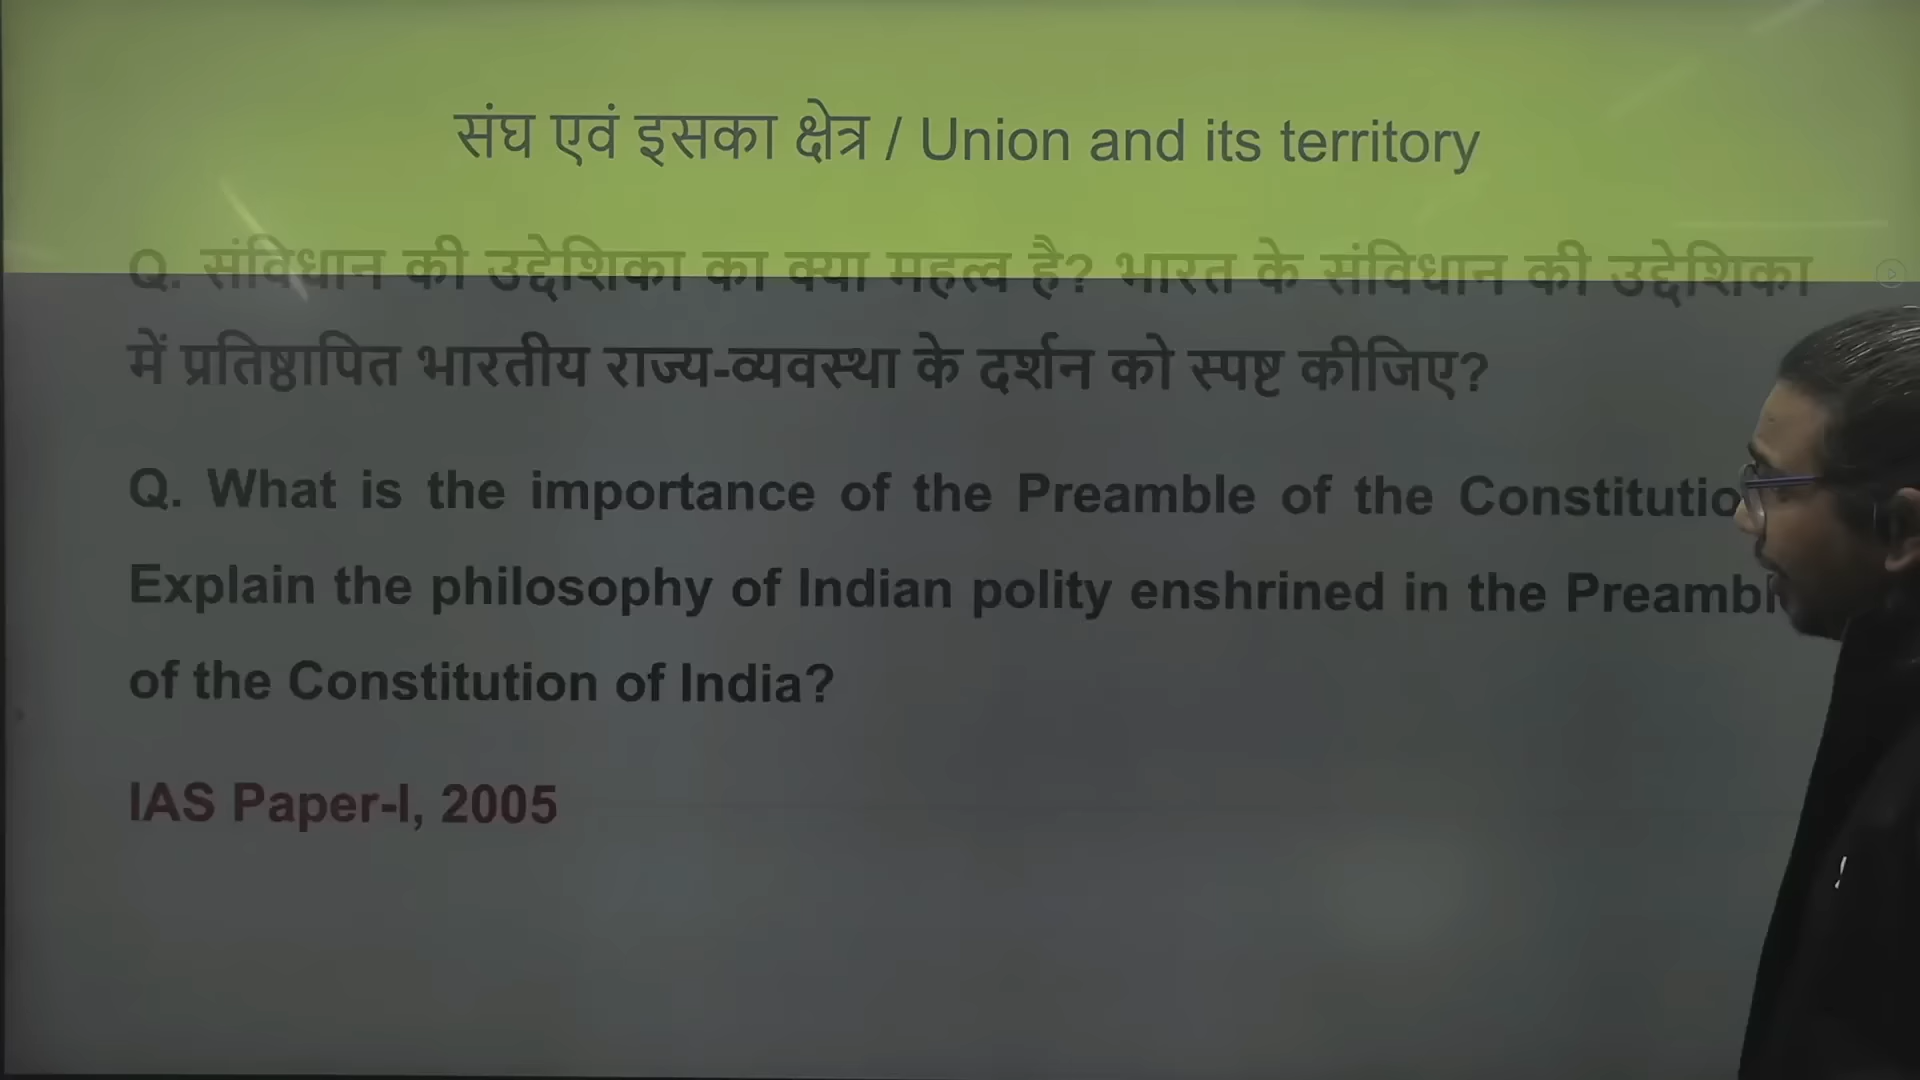 संघ एवं इसका क्षेत्र / Union and its territory
Q. संविधान की उद्देशिका का क्या महत्व है? भारत के संविधान की उद्देशिका
में प्रतिष्ठापित भारतीय राज्य-व्यवस्था के दर्शन को स्पष्ट कीजिए?
Q. What is the importance of the Preamble of the Constitutio
Explain the philosophy of Indian polity enshrined in the Preambl
of the Constitution of India?
IAS Paper-I, 2005